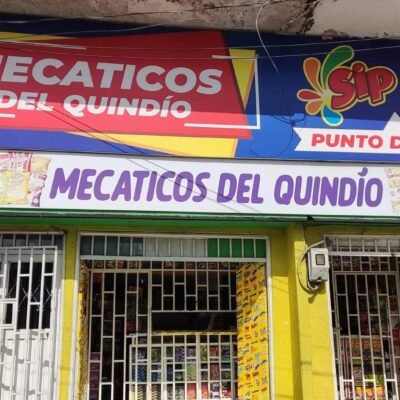 MECATICOS
DEL QUINDÍO
Sip
PUNTO D
MECATICOS DEL QUINDÍO